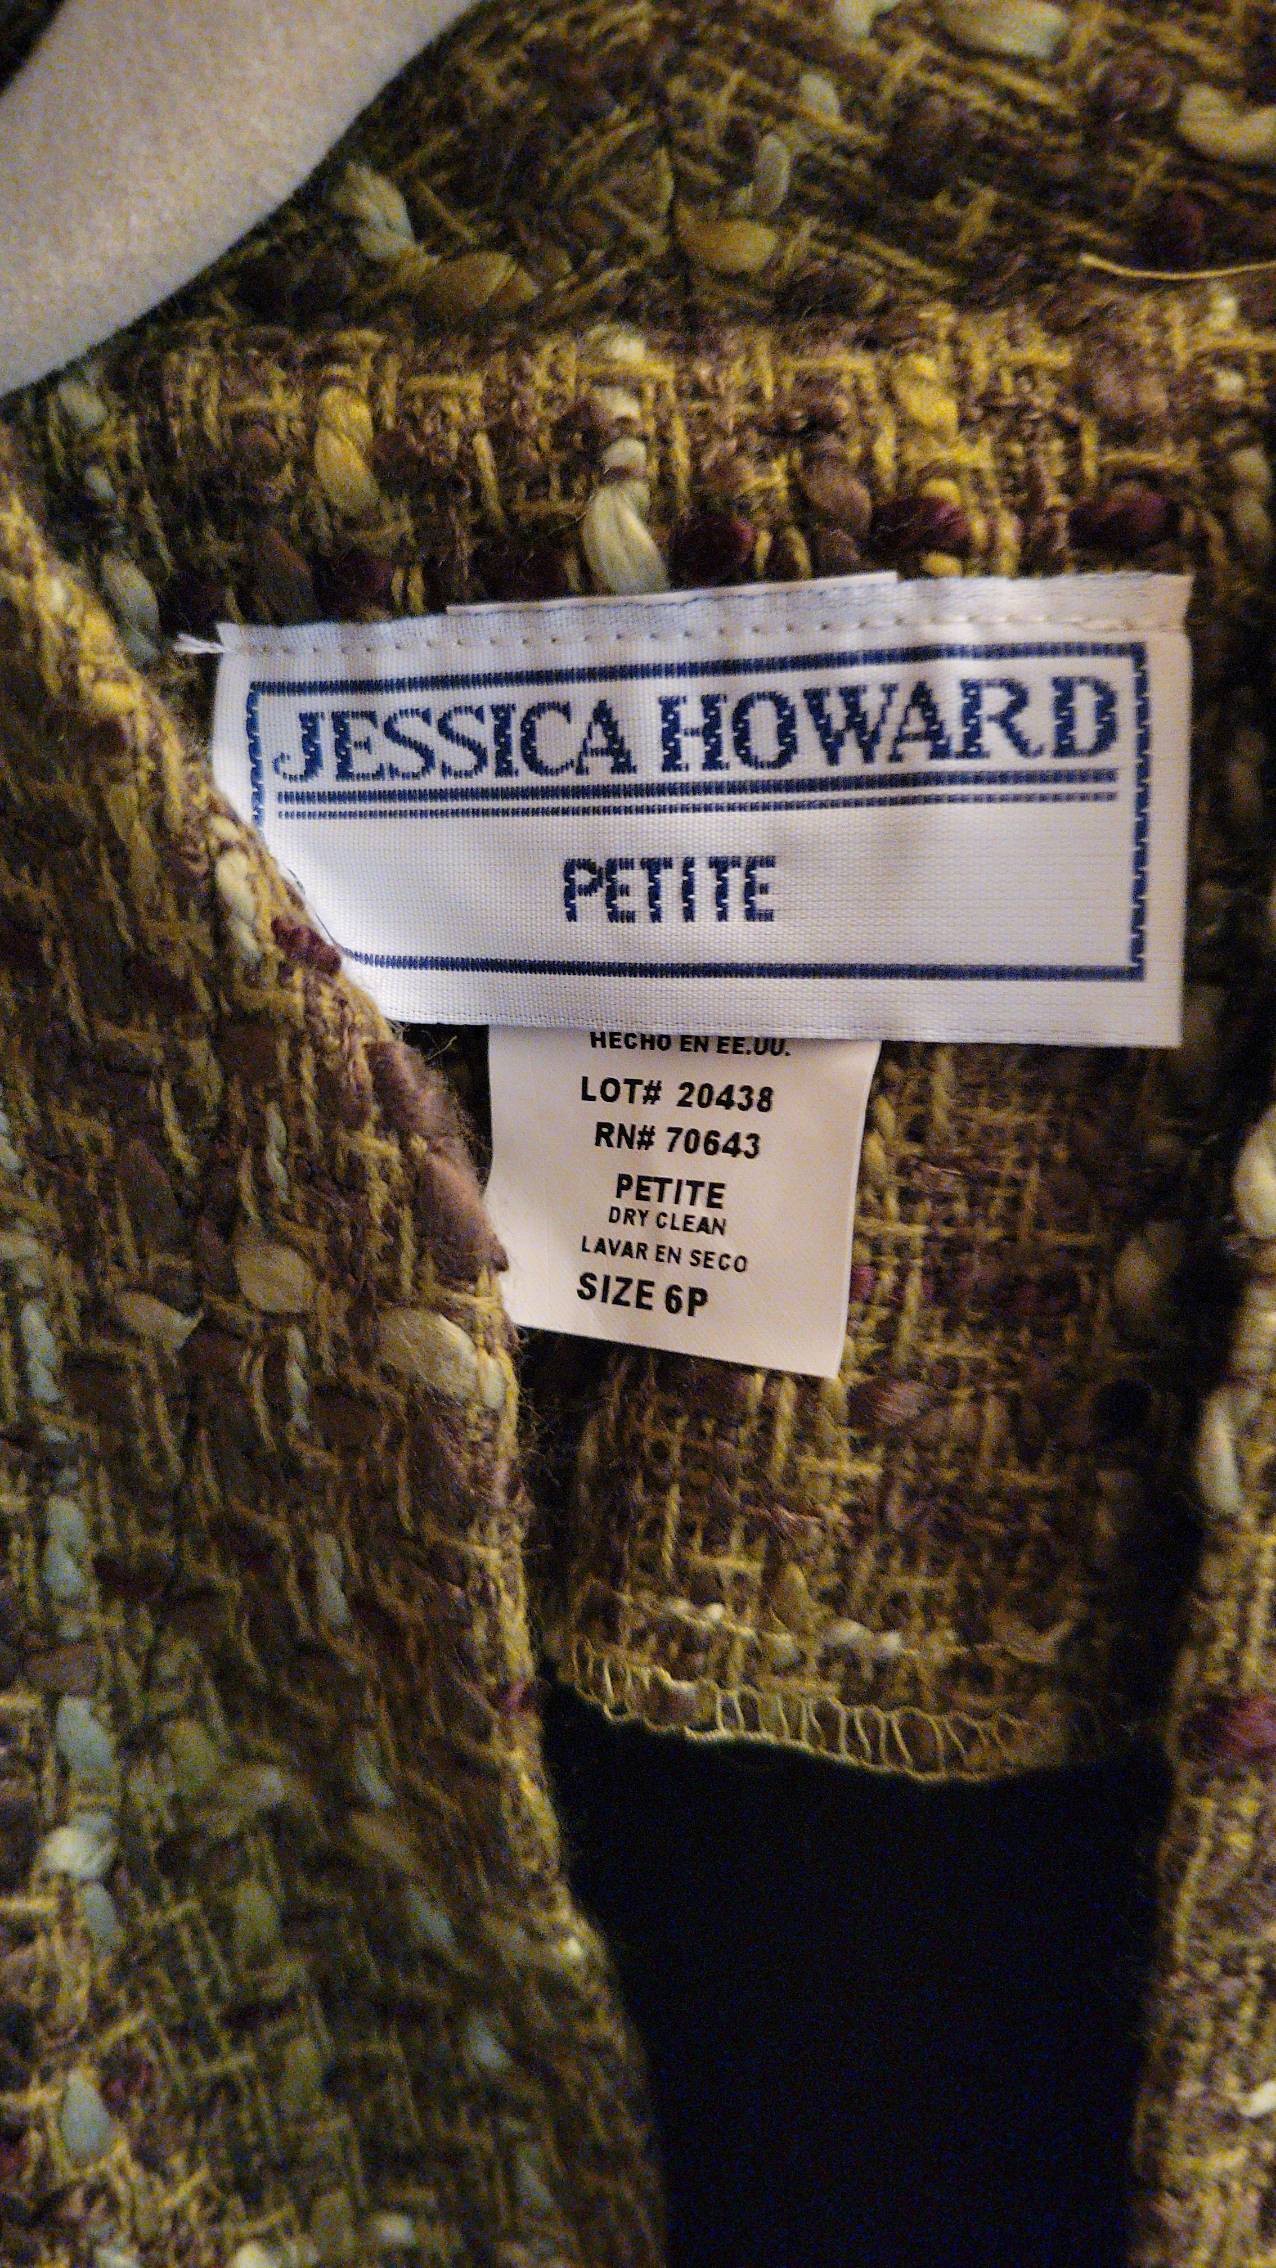 JESSICA HOWARD
PETITE
HECHO EN EE.UU.
LOT# 20438
RN# 70643
PETITE
DRY CLEAN
LAVAR EN SECO
SIZE 6P